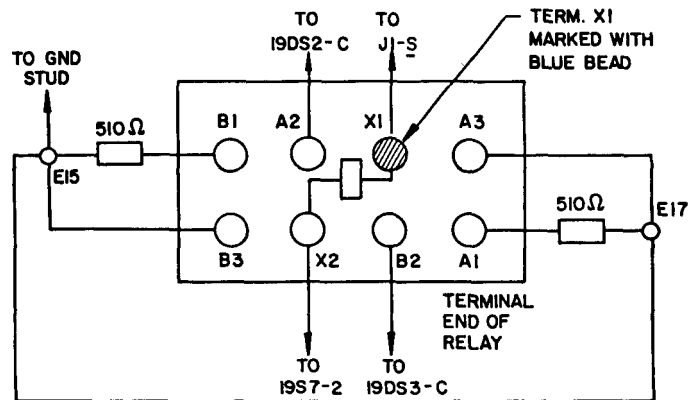 TO
19DS2-C
TO
J1-S
TERM. X1
MARKED WITH
BLUE BEAD
TO GND
STUD
510Ω
B1
A2
X1
A3
E15
510Ω
E17
B3
X2
B2
A1
TERMINAL
END OF
RELAY
TO
19S7-2
TO
19DS3-C